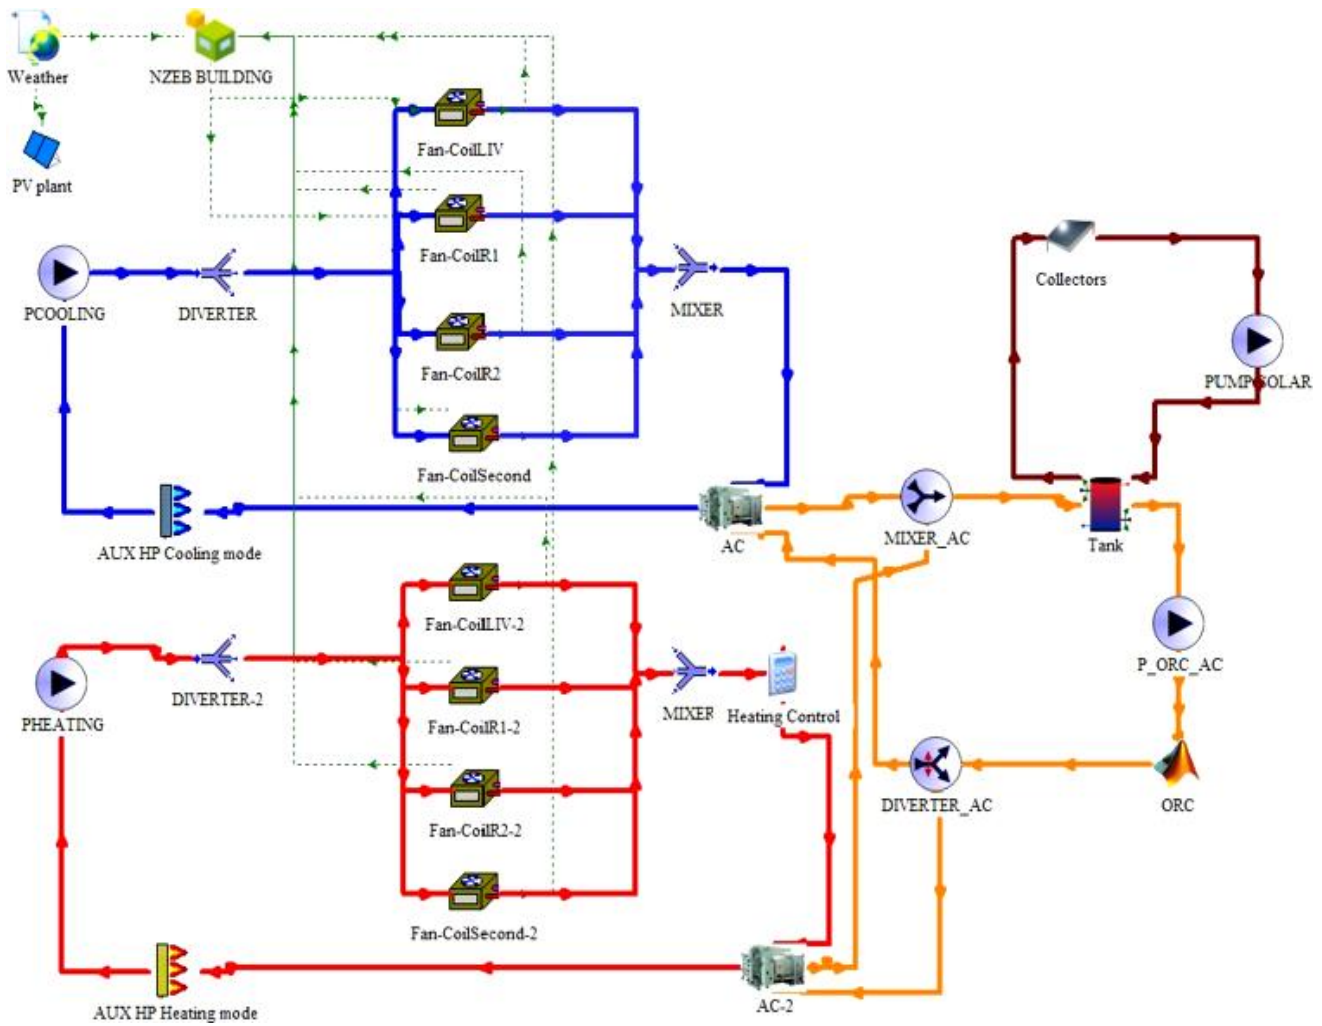 Weather
NZEB BUILDING
PV plant
Fan-CoilLIV
Fan-CoilR1
PCOOLING
DIVERTER
MIXER
Collectors
Fan-CoilR2
PUMP SOLAR
Fan-CoilSecond
AUX HP Cooling mode
AC
MIXER_AC
Tank
Fan-CoilLIV-2
P_ORC_AC
DIVERTER-2
PHEATING
Fan-CoilR1-2
MIXER
Heating Control
DIVERTER_AC
ORC
Fan-CoilR2-2
Fan-CoilSecond-2
AUX HP Heating mode
AC-2